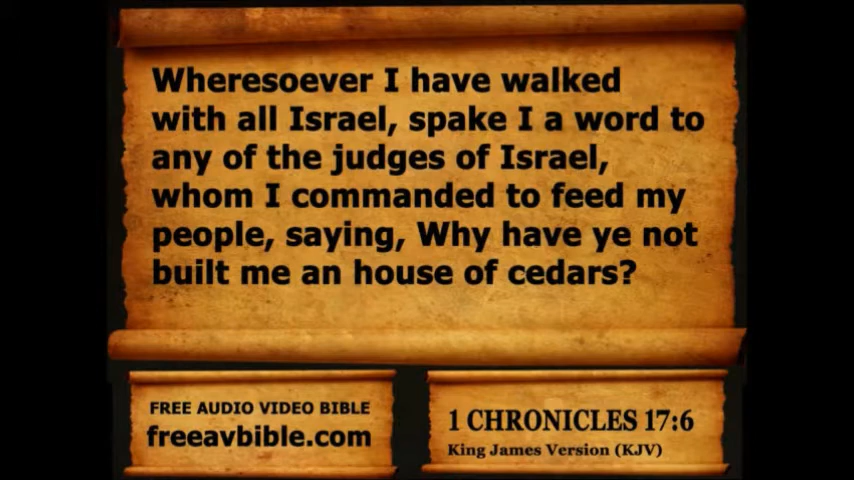 Wheresoever I have walked
with all Israel, spake I a word to
any of the judges of Israel,
whom I commanded to feed my
people, saying, Why have ye not
built me an house of cedars?
FREE AUDIO VIDEO BIBLE
freeavbible.com
1 CHRONICLES 17:6
King James Version (KJV)